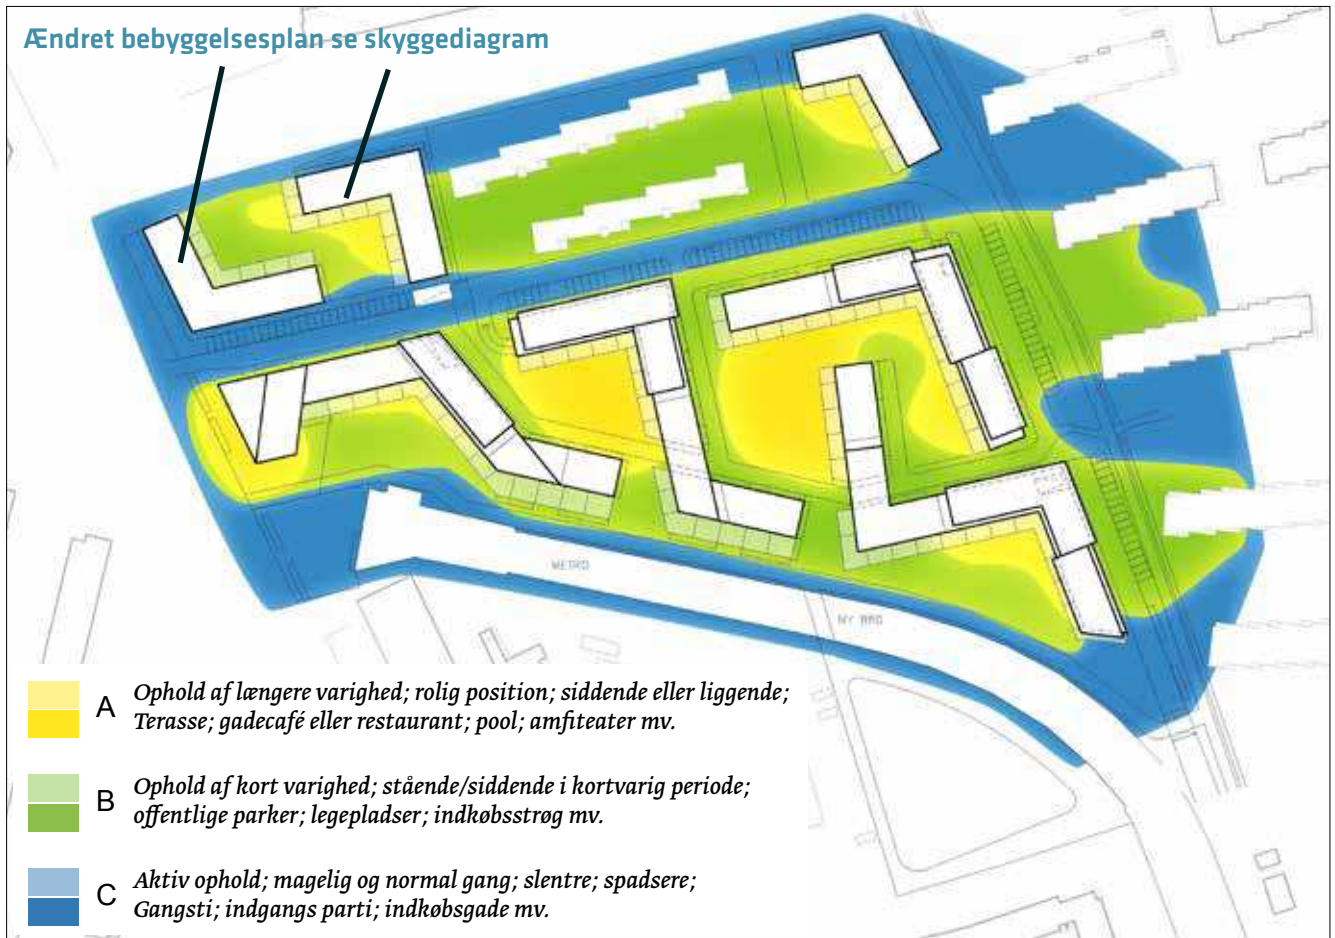 Ændret bebyggelsesplan se skyggediagram
METRO
NY
A
Ophold af længere varighed; rolig position; siddende eller liggende;
Terasse; gadecafé eller restaurant; pool; amfiteater mv.
B
Ophold af kort varighed; stående/siddende i kortvarig periode;
offentlige parker; legepladser; indkøbsstrøg mv.
C
Aktiv ophold; magelig og normal gang; slentre; spadsere;
Gangsti; indgangs parti; indkøbsgade mv.